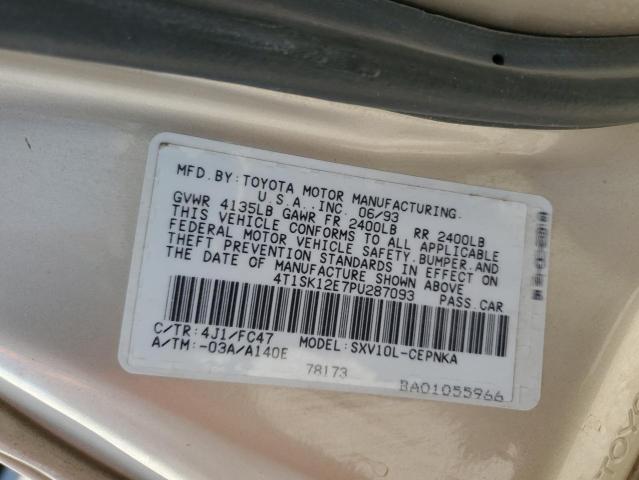 MFD. BY: TOYOTA MOTOR MANUFACTURING.
U.S.A., INC. 06/93
GVWR 4135LB GAWR FR 2400LB RR 2400LB
THIS VEHICLE CONFORMS TO ALL APPLICABLE
FEDERAL MOTOR VEHICLE SAFETY, BUMPER, AND
THEFT PREVENTION STANDARDS IN EFFECT ON
THE DATE OF MANUFACTURE SHOWN ABOVE
4T1SK12E7PU287093 PASS.CAR
C/TR:4J1/FC47 MODEL:SXV10L-CEPNKA
A/TM:-03A/A140E
78173 BA01055966
TOYO